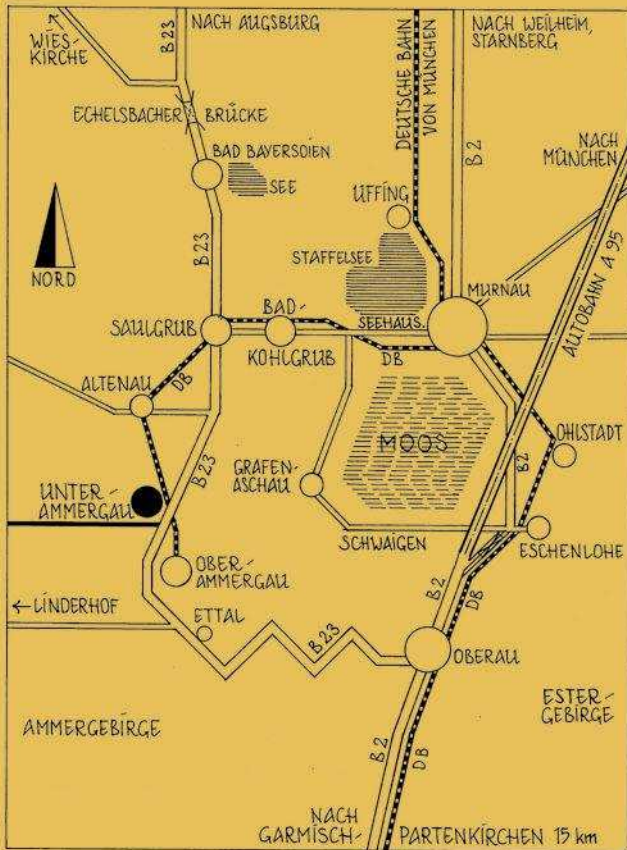 WIES-
KIRCHE
B23
NACH AUGSBURG
DEUTSCHE BAHN
VON MÜNCHEN
NACH WEILHEIM,
STARNBERG
B2
ECHELSBACHER BRÜCKE
NACH
MÜNCHEN
BAD BAYERSOIEN
SEE
UFFING
AUTOBAHN A 95
NORD
B23
STAFFELSEE
MURNAU
BAD-
SEEHAUS.
SAULGRUB
KOHLGRUB
DB
DB
ALTENAU
MOOS
OHLSTADT
B2
B23
GRAFEN-
ASCHAU
UNTER-
AMMERGAU
SCHWAIGEN
ESCHENLOHE
OBER-
AMMERGAU
B2
DB
←LINDERHOF
ETTAL
B23
OBERAU
ESTER-
GEBIRGE
AMMERGEBIRGE
B2
DB
NACH
GARMISCH- PARTENKIRCHEN 15 km